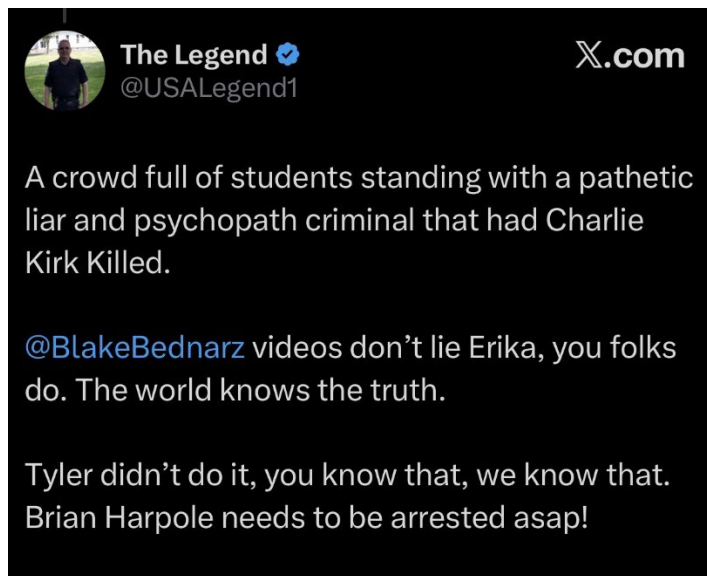 The Legend
X.com
@USALegend1
A crowd full of students standing with a pathetic
liar and psychopath criminal that had Charlie
Kirk Killed.
@BlakeBednarz videos don’t lie Erika, you folks
do. The world knows the truth.
Tyler didn’t do it, you know that, we know that.
Brian Harpole needs to be arrested asap!